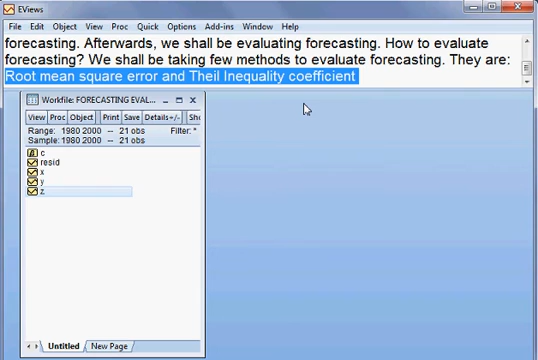 EViews
File Edit Object View Proc Quick Options Add-ins Window Help
forecasting. Afterwards, we shall be evaluating forecasting. How to evaluate
forecasting? We shall be taking few methods to evaluate forecasting. They are:
Root mean square error and Theil Inequality coefficient
Workfile: FORECASTING EVAL...
View Proc Object Print Save Details+/- Sho
Range: 1980 2000 -- 21 obs Filter: *
Sample: 1980 2000 -- 21 obs
c
resid
x
y
z
Untitled New Page